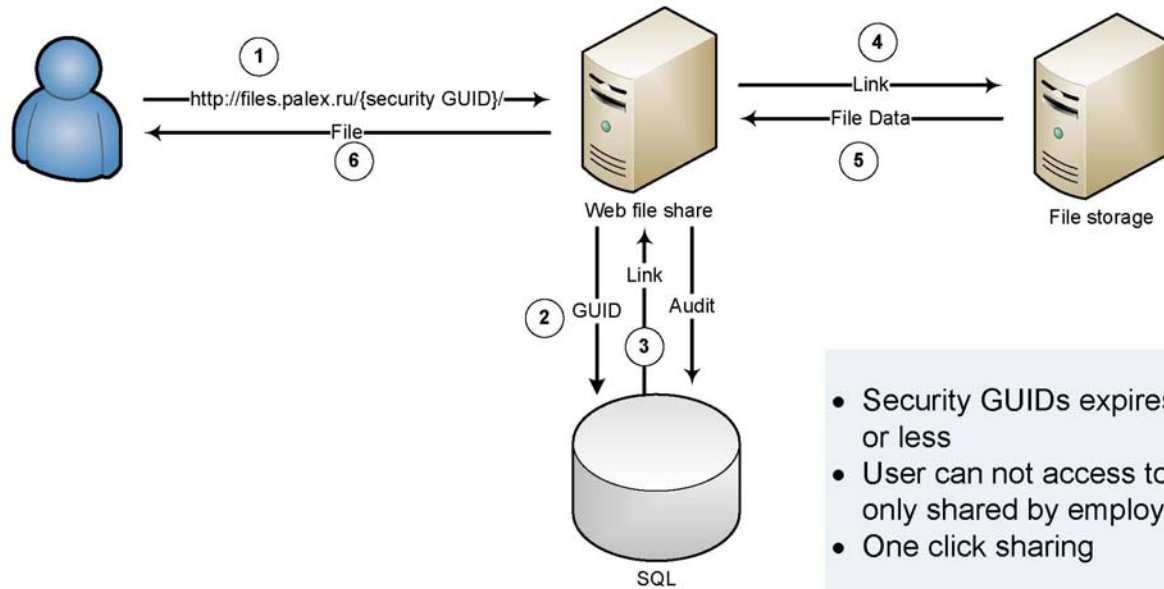 1
http://files.palex.ru/{security GUID}/
File
6
4
Link
File Data
5
Web file share
File storage
2
GUID
Link
3
Audit
SQL
• Security GUIDs expires
or less
• User can not access to
only shared by employ
• One click sharing